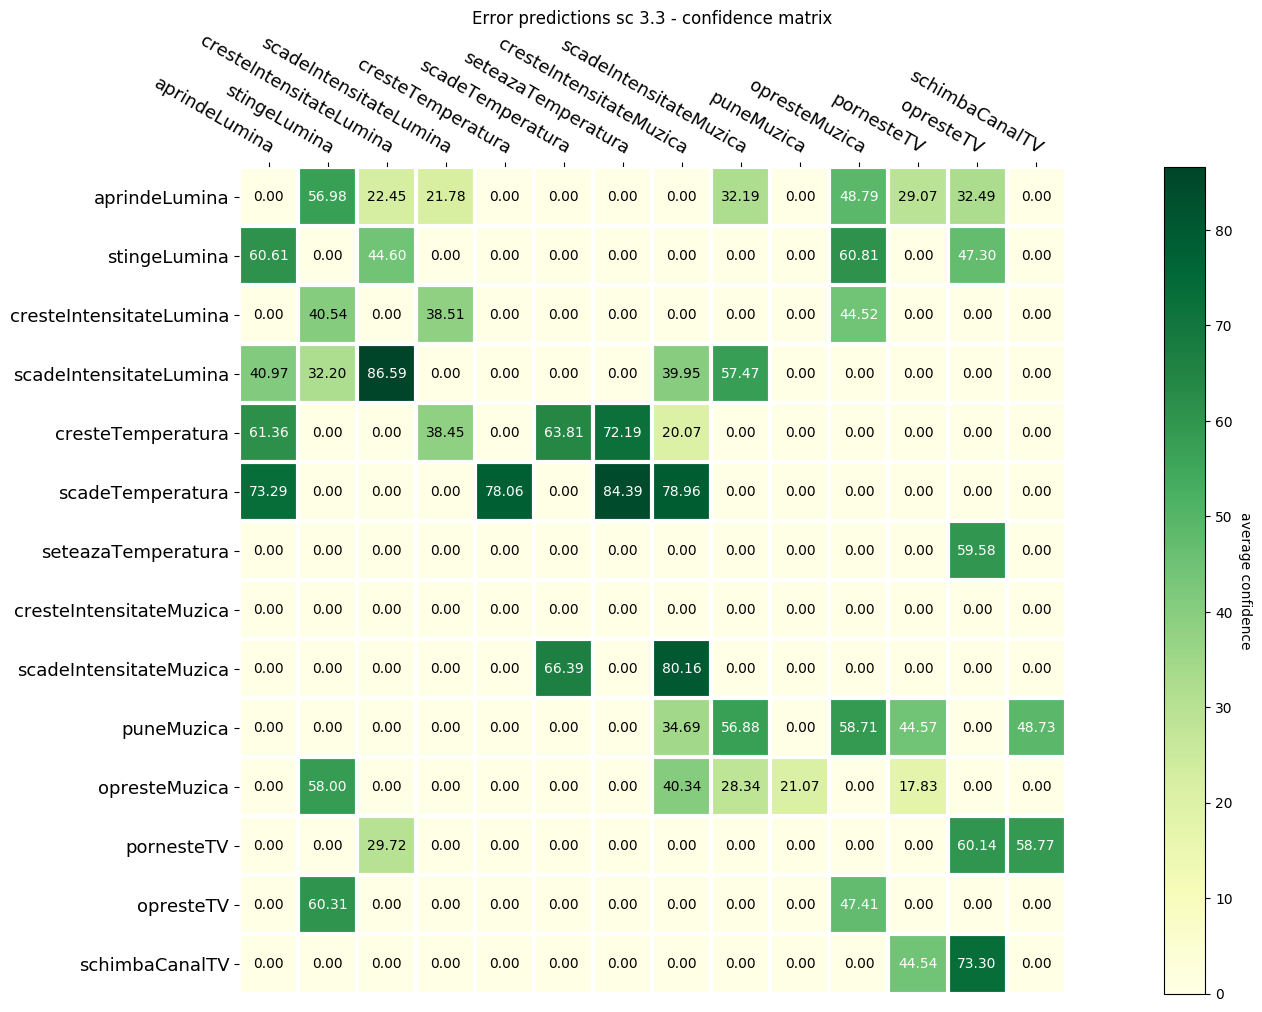 Error predictions sc 3.3 - confidence matrix
aprindeLumina
stingeLumina
cresteIntensitateLumina
scadeIntensitateLumina
cresteTemperatura
scadeTemperatura
seteazaTemperatura
cresteIntensitateMuzica
scadeIntensitateMuzica
puneMuzica
opresteMuzica
pornesteTV
opresteTV
schimbaCanalTV
aprindeLumina 0.00 56.98 22.45 21.78 0.00 0.00 0.00 0.00 32.19 0.00 48.79 29.07 32.49 0.00
stingeLumina 60.61 0.00 44.60 0.00 0.00 0.00 0.00 0.00 0.00 0.00 60.81 0.00 47.30 0.00
cresteIntensitateLumina 0.00 40.54 0.00 38.51 0.00 0.00 0.00 0.00 0.00 0.00 44.52 0.00 0.00 0.00
scadeIntensitateLumina 40.97 32.20 86.59 0.00 0.00 0.00 0.00 39.95 57.47 0.00 0.00 0.00 0.00 0.00
cresteTemperatura 61.36 0.00 0.00 38.45 0.00 63.81 72.19 20.07 0.00 0.00 0.00 0.00 0.00 0.00
scadeTemperatura 73.29 0.00 0.00 0.00 78.06 0.00 84.39 78.96 0.00 0.00 0.00 0.00 0.00 0.00
seteazaTemperatura 0.00 0.00 0.00 0.00 0.00 0.00 0.00 0.00 0.00 0.00 0.00 0.00 59.58 0.00
cresteIntensitateMuzica 0.00 0.00 0.00 0.00 0.00 0.00 0.00 0.00 0.00 0.00 0.00 0.00 0.00 0.00
scadeIntensitateMuzica 0.00 0.00 0.00 0.00 0.00 66.39 0.00 80.16 0.00 0.00 0.00 0.00 0.00 0.00
puneMuzica 0.00 0.00 0.00 0.00 0.00 0.00 0.00 34.69 56.88 0.00 58.71 44.57 0.00 48.73
opresteMuzica 0.00 58.00 0.00 0.00 0.00 0.00 0.00 40.34 28.34 21.07 0.00 17.83 0.00 0.00
pornesteTV 0.00 0.00 29.72 0.00 0.00 0.00 0.00 0.00 0.00 0.00 0.00 0.00 60.14 58.77
opresteTV 0.00 60.31 0.00 0.00 0.00 0.00 0.00 0.00 0.00 0.00 47.41 0.00 0.00 0.00
schimbaCanalTV 0.00 0.00 0.00 0.00 0.00 0.00 0.00 0.00 0.00 0.00 0.00 44.54 73.30 0.00
80
70
60
50
40
30
20
10
0
average confidence